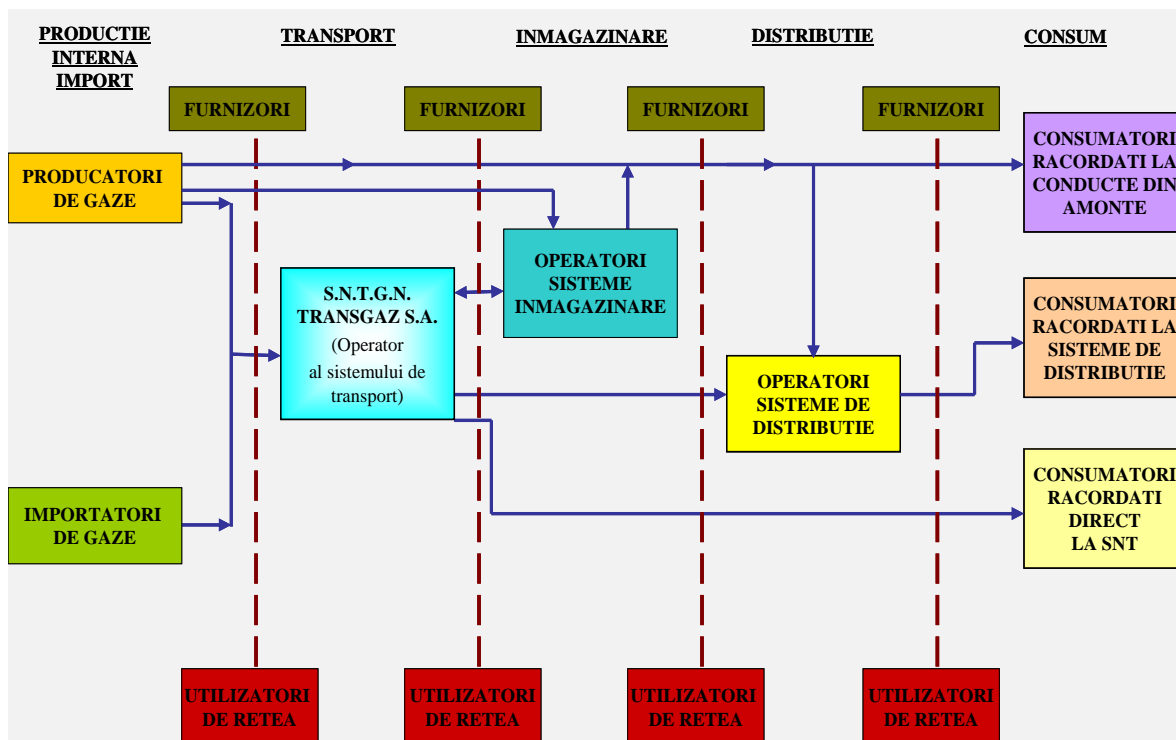 PRODUCTIE
INTERNA
IMPORT
TRANSPORT
INMAGAZINARE
DISTRIBUTIE
CONSUM
FURNIZORI
FURNIZORI
FURNIZORI
FURNIZORI
PRODUCATORI
DE GAZE
CONSUMATORI
RACORDATI LA
CONDUCTE DIN
AMONTE
OPERATORI
SISTEME
INMAGAZINARE
S.N.T.G.N.
TRANSGAZ S.A.
(Operator
al sistemului de
transport)
CONSUMATORI
RACORDATI LA
SISTEME DE
DISTRIBUTIE
OPERATORI
SISTEME DE
DISTRIBUTIE
IMPORTATORI
DE GAZE
CONSUMATORI
RACORDATI
DIRECT
LA SNT
UTILIZATORI
DE RETEA
UTILIZATORI
DE RETEA
UTILIZATORI
DE RETEA
UTILIZATORI
DE RETEA